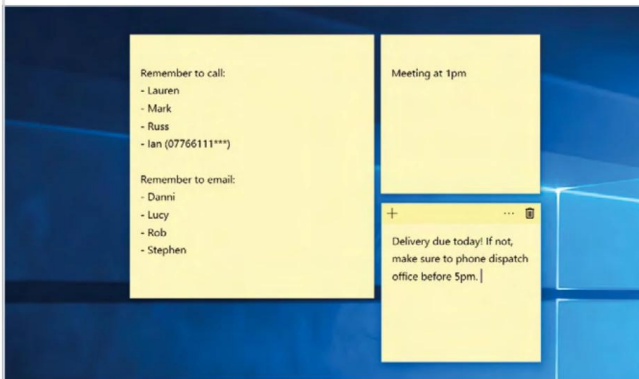 Remember to call:
- Lauren
- Mark
- Russ
- Ian (07766111***)
Remember to email:
- Danni
- Lucy
- Rob
- Stephen
Meeting at 1pm
Delivery due today! If not,
make sure to phone dispatch
office before 5pm.